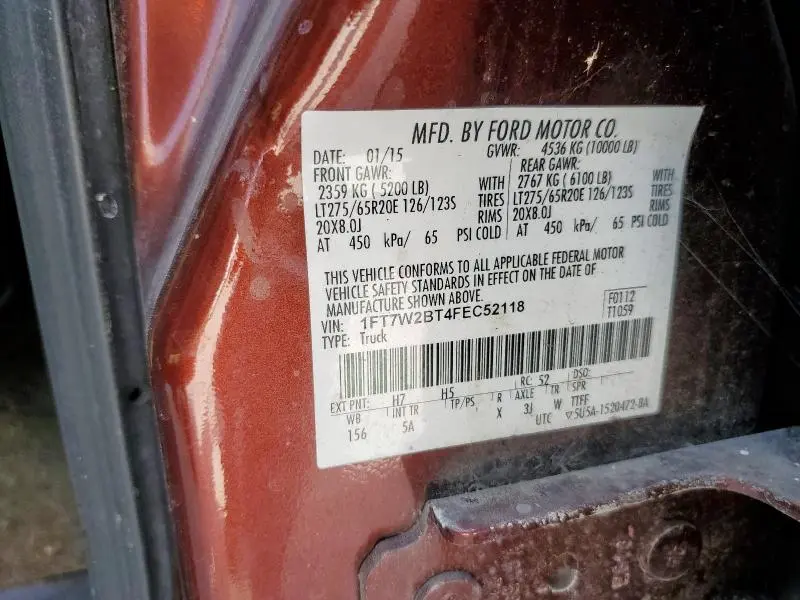 MFD. BY FORD MOTOR CO.
DATE: 01/15 GVWR: 4536 KG (10000 LB)
FRONT GAWR: REAR GAWR:
2359 KG ( 5200 LB) WITH 2767 KG ( 6100 LB) WITH
LT275/65R20E 126/123S TIRES LT275/65R20E 126/123S TIRES
20X8.0J RIMS 20X8.0J RIMS
AT 450 kPa/ 65 PSI COLD AT 450 kPa/ 65 PSI COLD
THIS VEHICLE CONFORMS TO ALL APPLICABLE FEDERAL MOTOR
VEHICLE SAFETY STANDARDS IN EFFECT ON THE DATE OF
MANUFACTURE SHOWN ABOVE.
VIN: 1FT7W2BT4FEC52118 F0112
TYPE: Truck T1059
EXT PNT: H7 H5 RC: 52 DSO:
WB INT TR TP/PS R AXLE TR SPR
156 5A X 3J W TTFF
UTC ▽5U5A-1520472-BA